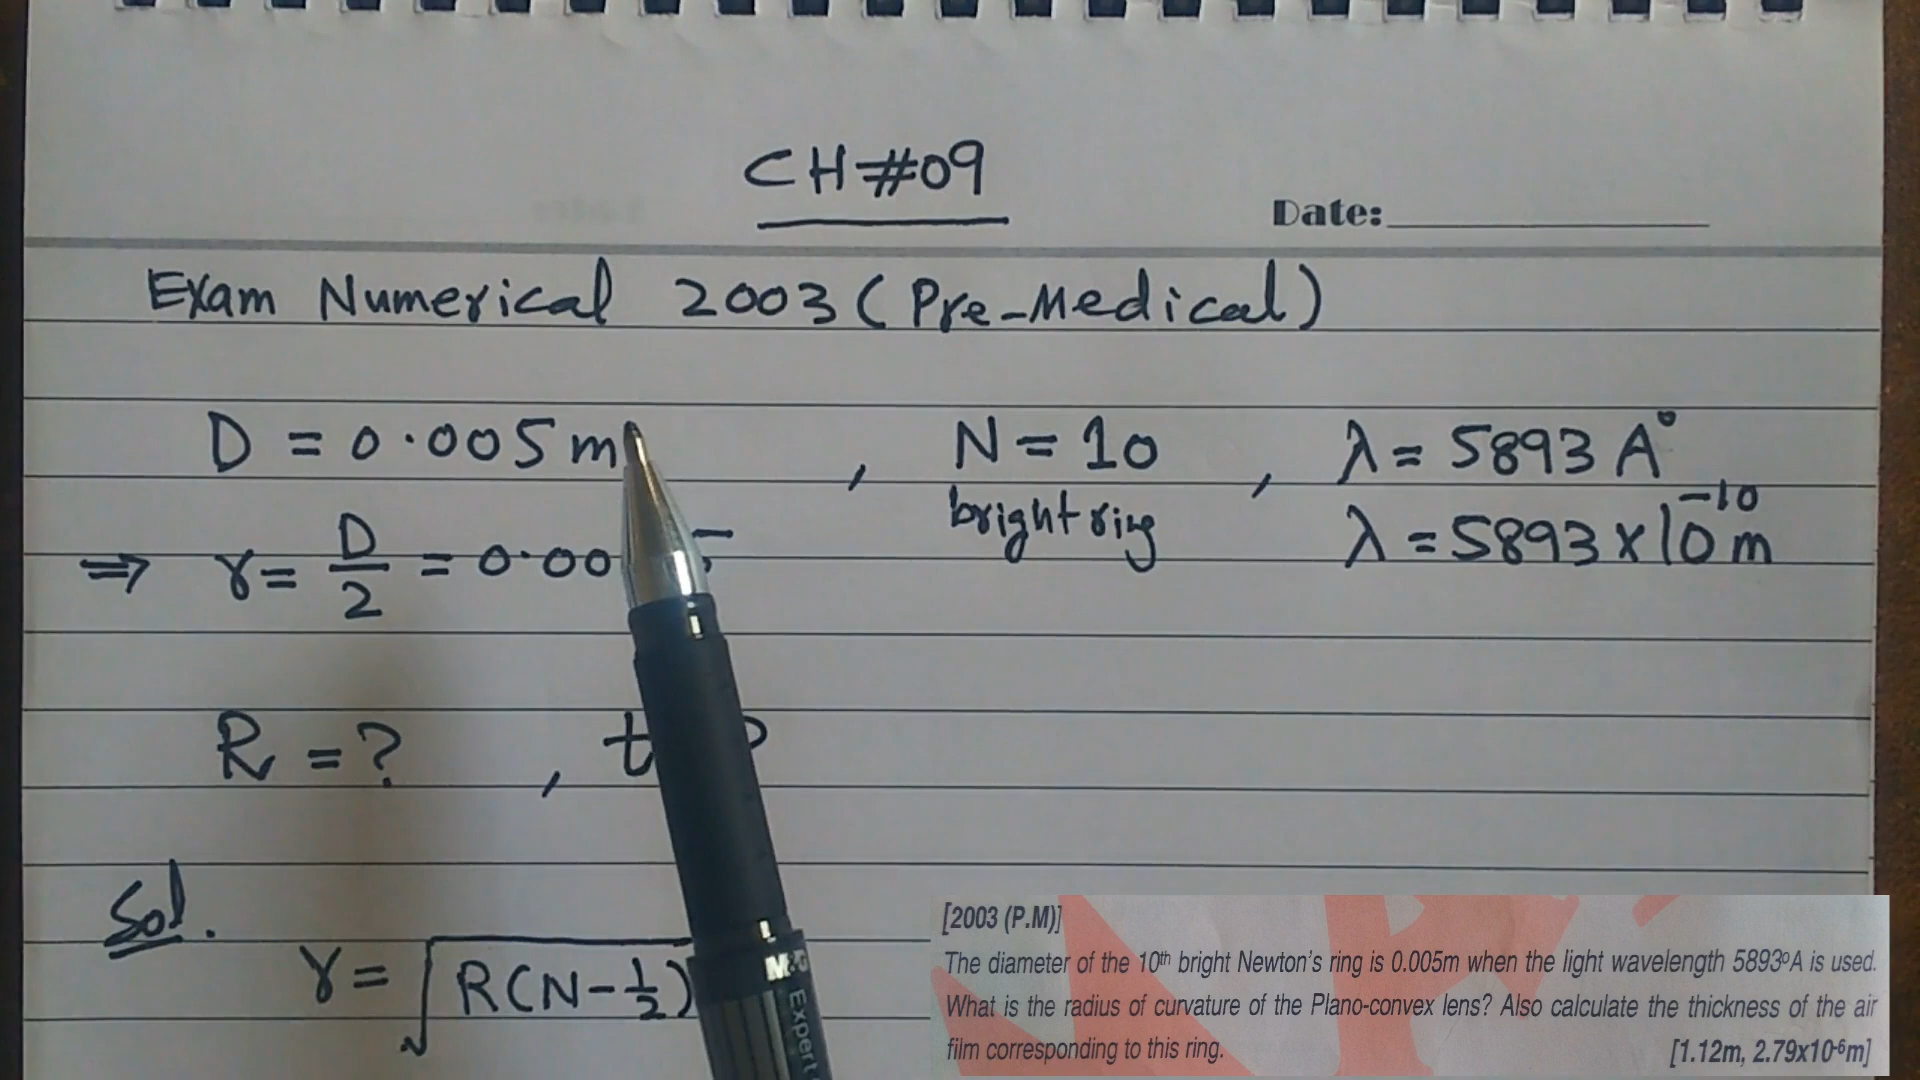 CH#09
Date:
Exam Numerical 2003 (Pre-Medical)
D = 0.005m , N = 10 , λ = 5893 A°
bright ring
⇒ r = D/2 = 0.00
λ = 5893 x 10⁻¹⁰ m
R = ? , t ?
Sol.
r = √R(N-1/2)
M&G Expert
[2003 (P.M)]
The diameter of the 10th bright Newton's ring is 0.005m when the light wavelength 5893ºA is used.
What is the radius of curvature of the Plano-convex lens? Also calculate the thickness of the air
film corresponding to this ring.
[1.12m, 2.79x10⁻⁶m]